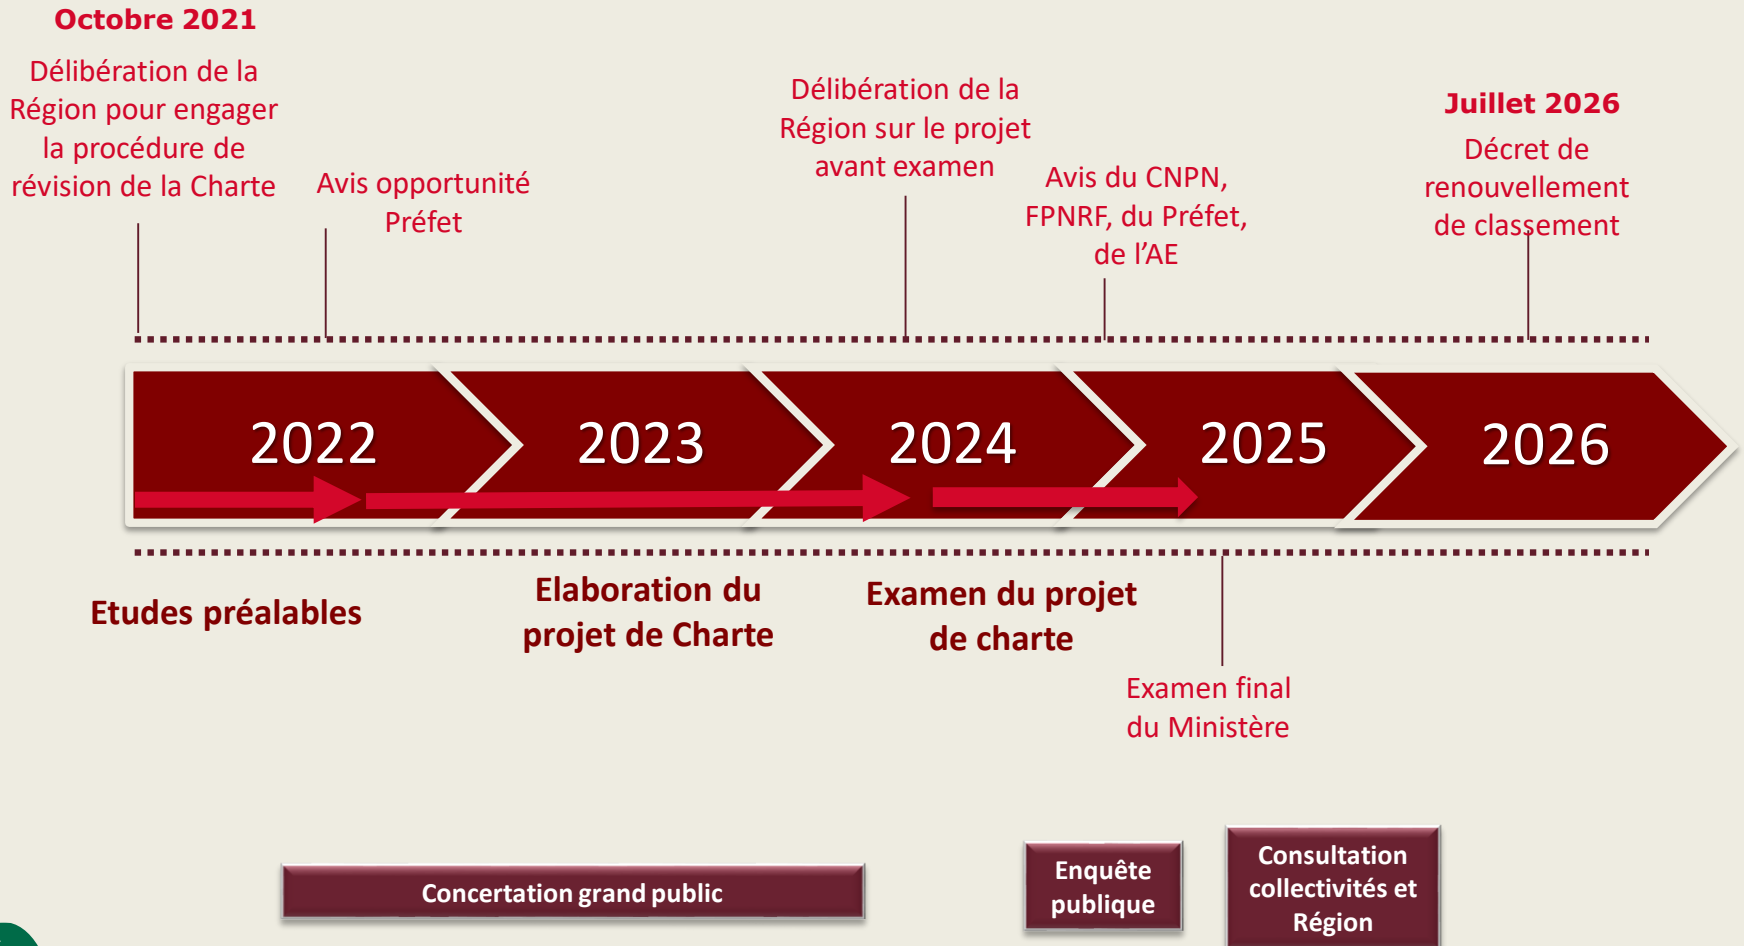 Octobre 2021
Délibération de la
Région pour engager
la procédure de
révision de la Charte
Avis opportunité
Préfet
Délibération de la
Région sur le projet
avant examen
Avis du CNPN,
FPNRF, du Préfet,
de l’AE
Juillet 2026
Décret de
renouvellement
de classement
2022
2023
2024
2025
2026
Etudes préalables
Elaboration du
projet de Charte
Examen du projet
de charte
Examen final
du Ministère
Concertation grand public
Enquête
publique
Consultation
collectivités et
Région